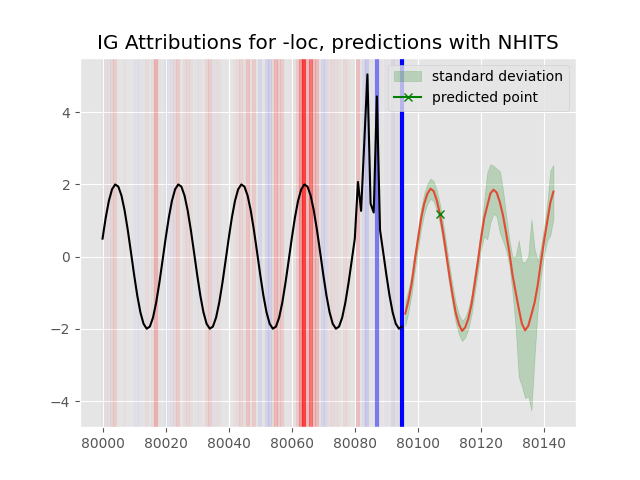 IG Attributions for -loc, predictions with NHITS
standard deviation
predicted point
4
2
0
−2
−4
80000 80020 80040 80060 80080 80100 80120 80140